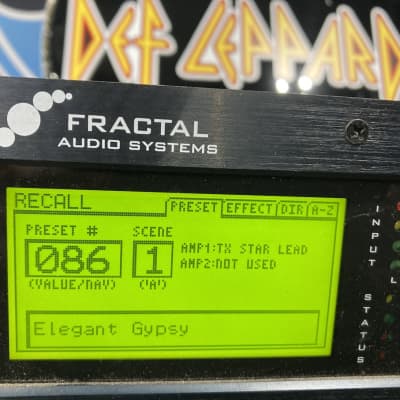 DEF LEPPARD
FRACTAL
AUDIO SYSTEMS
RECALL
PRESET EFFECT DIR A-Z
PRESET # SCENE
086 1
AMP1:TX STAR LEAD
AMP2:NOT USED
(VALUE/NAV) ('A')
Elegant Gypsy
INPUT STATUS
L